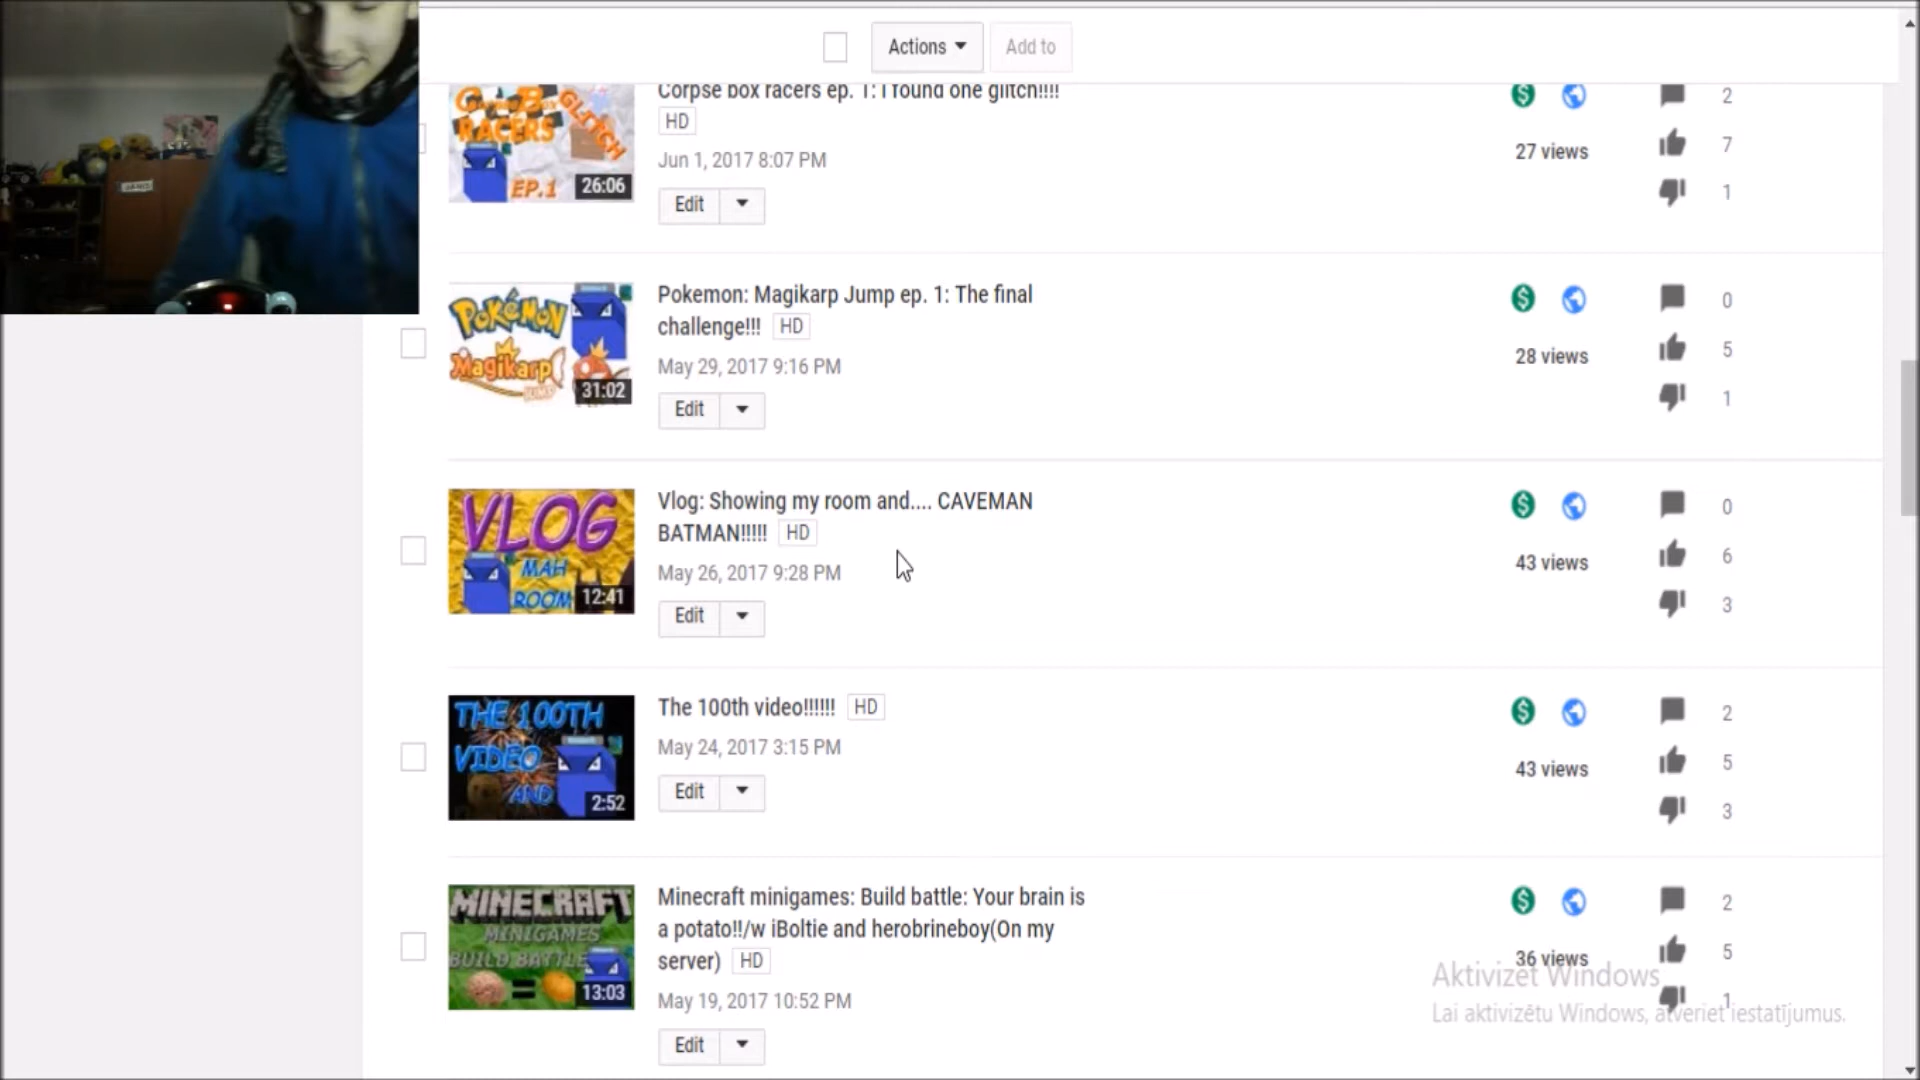 Actions
Add to
Corpse box racers ep. 1: I found one glitch!!!!
HD
Jun 1, 2017 8:07 PM
Edit
RACERS
GLITCH
EP.1
26:06
27 views
2
7
1
Pokemon: Magikarp Jump ep. 1: The final
challenge!!! HD
May 29, 2017 9:16 PM
Edit
POKéMON
Magikarp
JUMP
31:02
28 views
0
5
1
Vlog: Showing my room and.... CAVEMAN
BATMAN!!!!! HD
May 26, 2017 9:28 PM
Edit
VLOG
MAH
ROOM
12:41
43 views
0
6
3
The 100th video!!!!!! HD
May 24, 2017 3:15 PM
Edit
THE 100TH
VIDEO
AND
2:52
43 views
2
5
3
Minecraft minigames: Build battle: Your brain is
a potato!!/w iBoltie and herobrineboy(On my
server) HD
May 19, 2017 10:52 PM
Edit
MINECRAFT
MINIGAMES
BUILD BATTLE
=
13:03
36 views
2
5
1
Aktivizēt Windows
Lai aktivizētu Windows, atveriet iestatījumus.